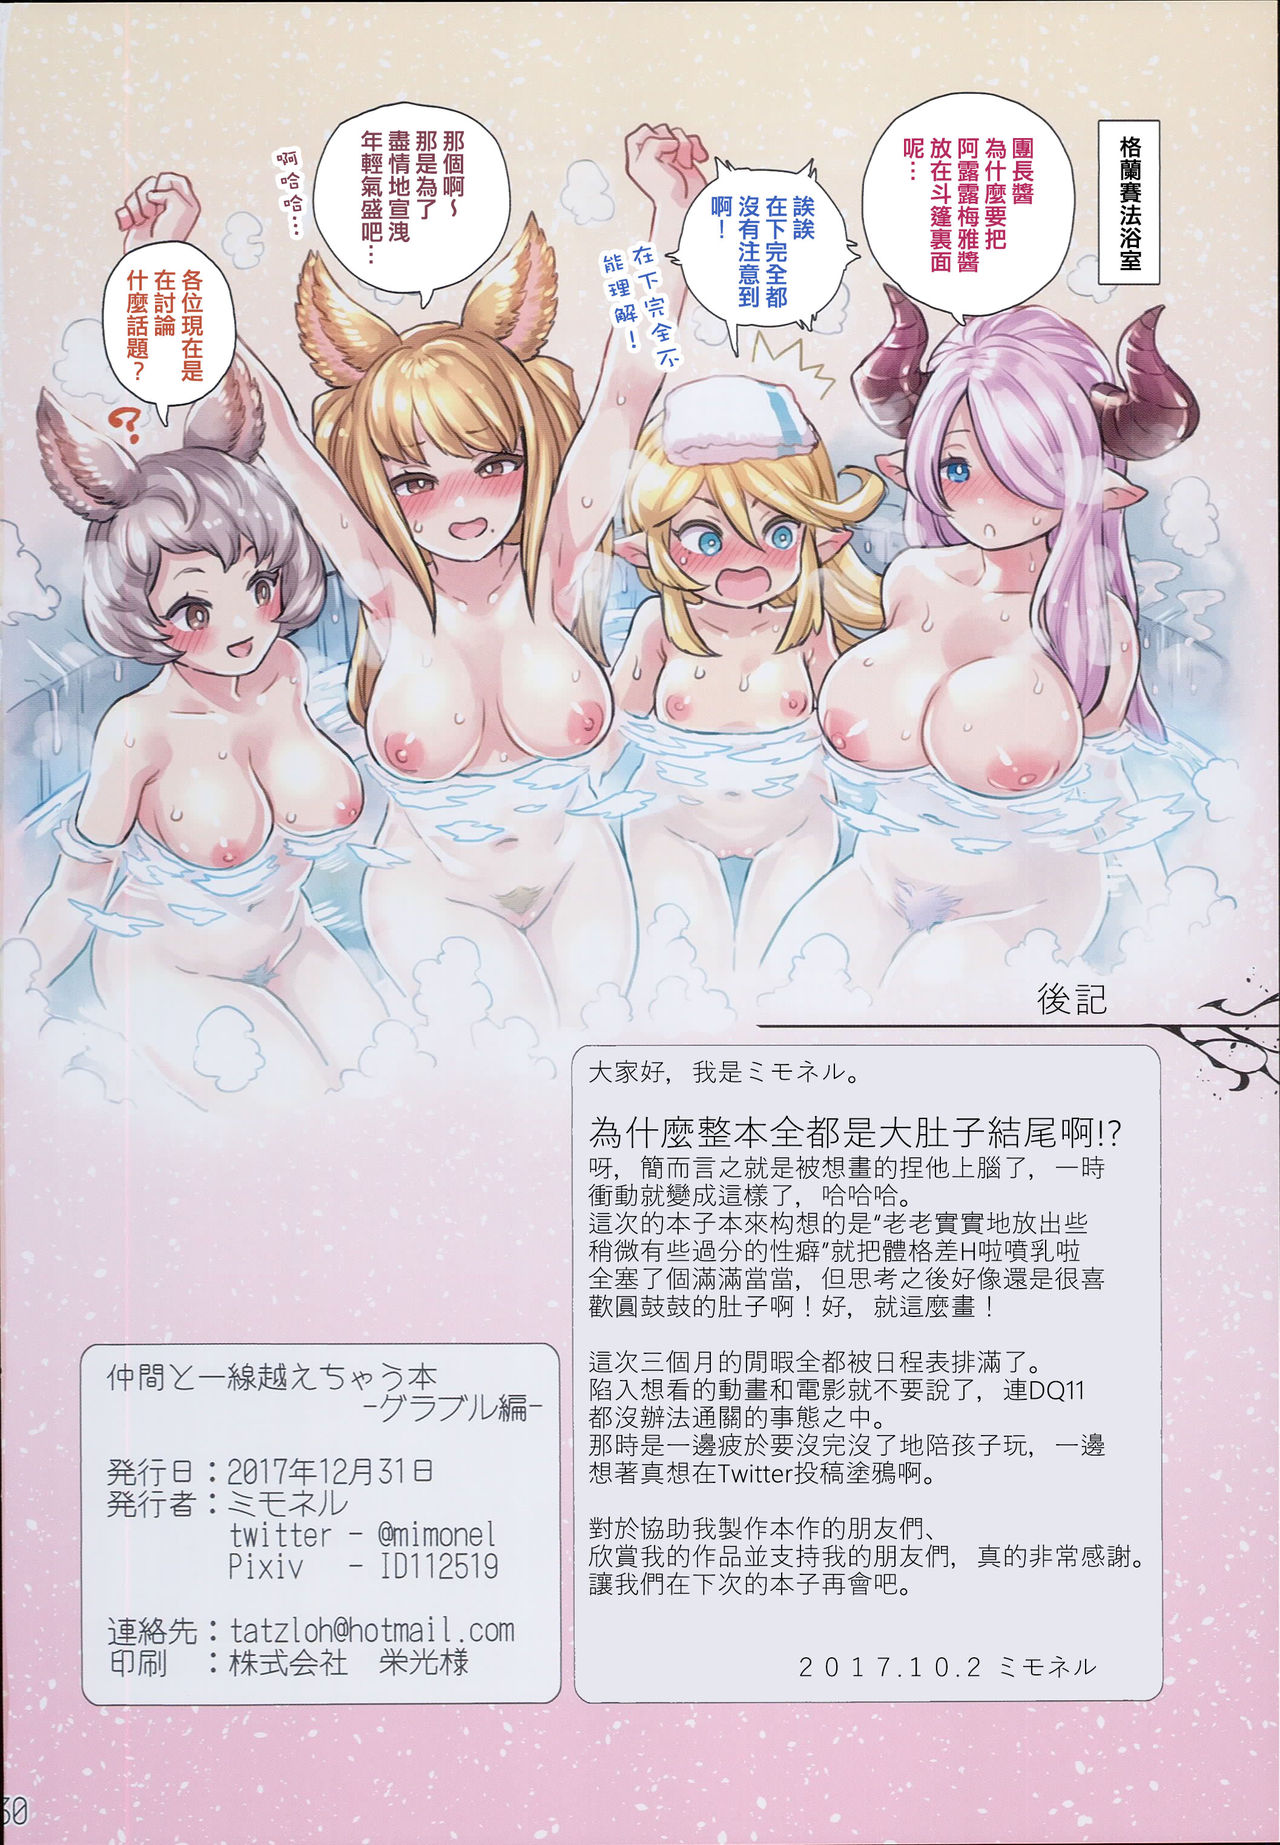 格蘭賽法浴室
團長醬
為什麼要把
阿露露梅雅醬
放在斗篷裏面
呢…
誒誒
在下完全都
沒有注意到
啊！
在下完全不
能理解！
那個啊～
那是為了
盡情地宣洩
年輕氣盛吧…
啊哈哈…
各位現在是
在討論
什麼話題？
?
後記
大家好，我是ミモネル。
為什麼整本全都是大肚子結尾啊!?
呀，簡而言之就是被想畫的捏他上腦了，一時
衝動就變成這樣了，哈哈哈。
這次的本子本來构想的是"老老實實地放出些
稍微有些過分的性癖"就把體格差H啦噴乳啦
全塞了個滿滿當當，但思考之後好像還是很喜
歡圓鼓鼓的肚子啊！好，就這麼畫！
這次三個月的閒暇全都被日程表排滿了。
陷入想看的動畫和電影就不要說了，連DQ11
都沒辦法通關的事態之中。
那時是一邊疲於要沒完沒了地陪孩子玩，一邊
想著真想在Twitter投稿塗鴉啊。
對於協助我製作本作的朋友們、
欣賞我的作品並支持我的朋友們，真的非常感謝。
讓我們在下次的本子再會吧。
２０１７.１０.２ ミモネル
仲間と一線越えちゃう本
-グラブル編-
発行日：2017年12月31日
発行者：ミモネル
twitter - @mimonel
Pixiv - ID112519
連絡先：tatzloh@hotmail.com
印刷　：株式会社　栄光様
30